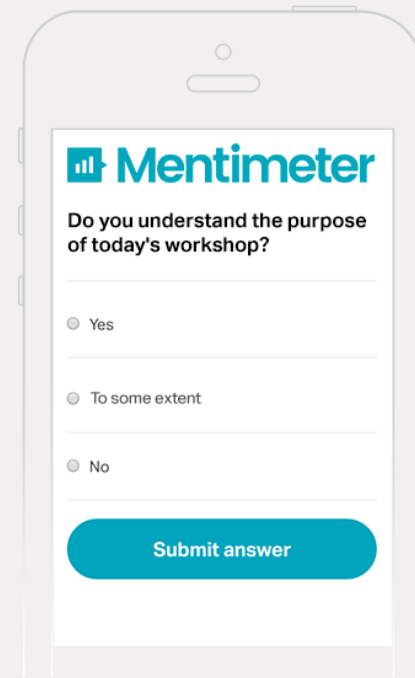 Mentimeter
Do you understand the purpose
of today's workshop?
Yes
To some extent
No
Submit answer